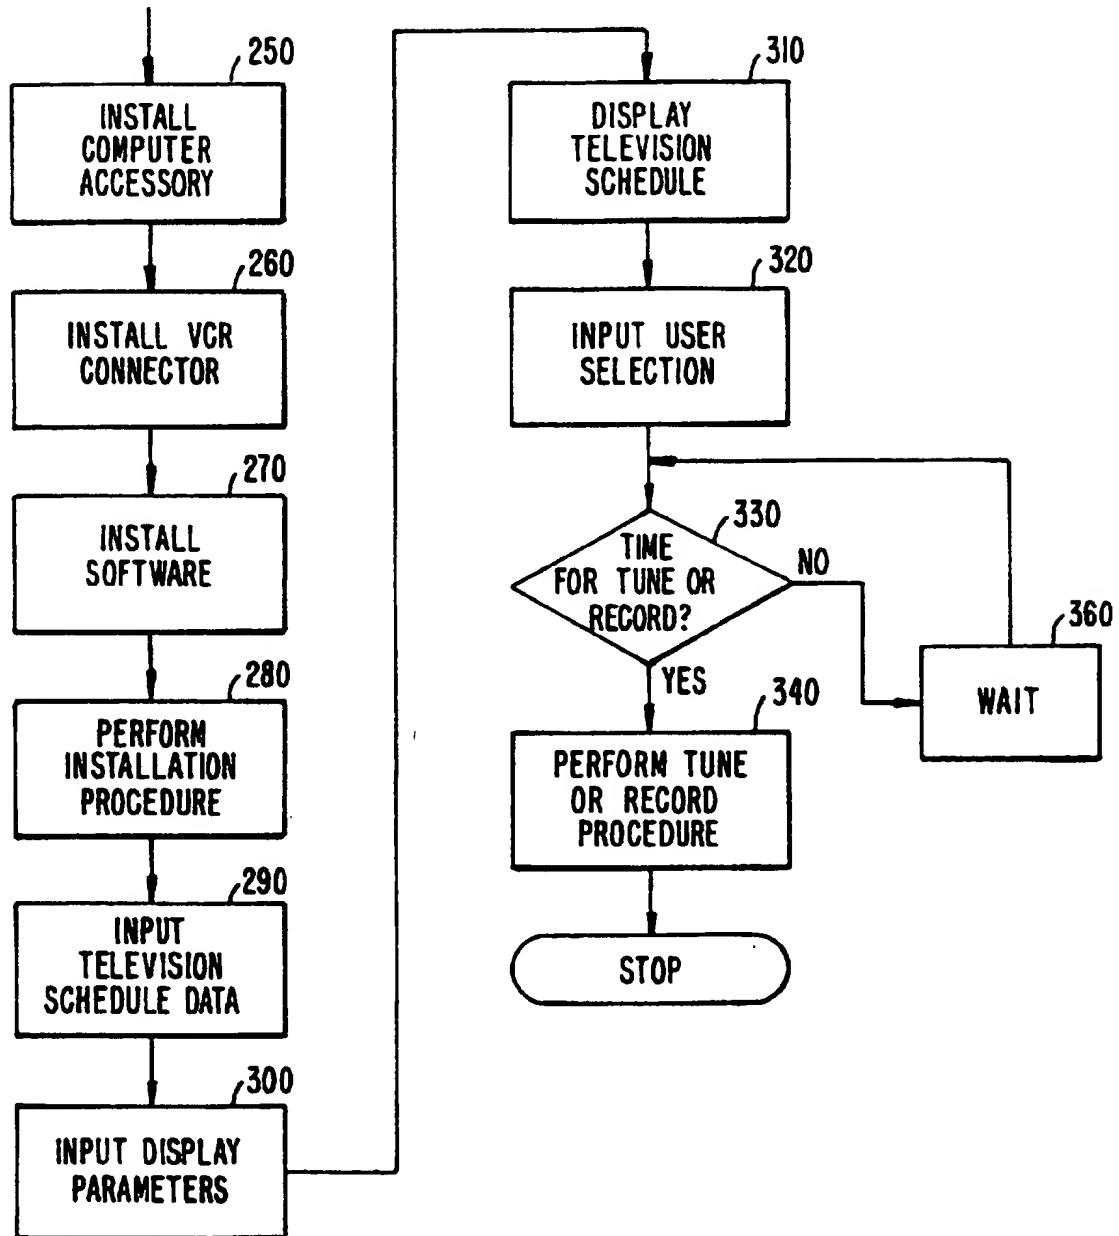 250
INSTALL
COMPUTER
ACCESSORY
260
INSTALL VCR
CONNECTOR
270
INSTALL
SOFTWARE
280
PERFORM
INSTALLATION
PROCEDURE
290
INPUT
TELEVISION
SCHEDULE DATA
300
INPUT DISPLAY
PARAMETERS
310
DISPLAY
TELEVISION
SCHEDULE
320
INPUT USER
SELECTION
330
TIME
FOR TUNE OR
RECORD?
NO
YES
360
WAIT
340
PERFORM TUNE
OR RECORD
PROCEDURE
STOP